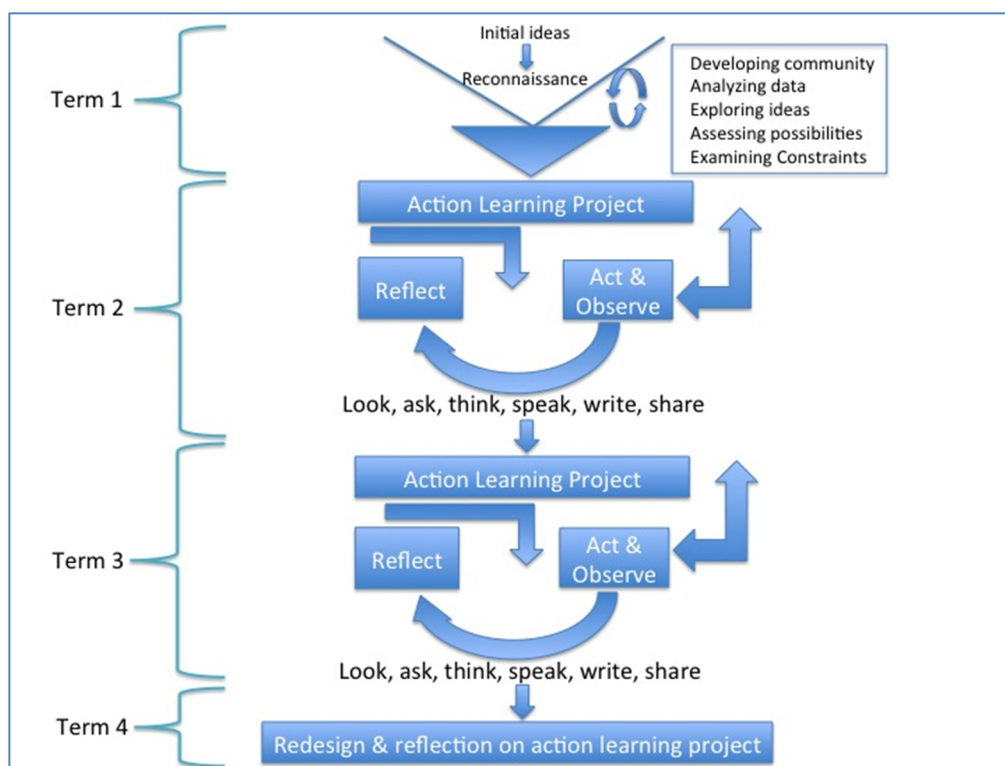 Initial ideas
Reconnaissance
Developing community
Analyzing data
Exploring ideas
Assessing possibilities
Examining Constraints
Term 1
Action Learning Project
Reflect
Act &
Observe
Term 2
Look, ask, think, speak, write, share
Action Learning Project
Reflect
Act &
Observe
Term 3
Look, ask, think, speak, write, share
Term 4
Redesign & reflection on action learning project